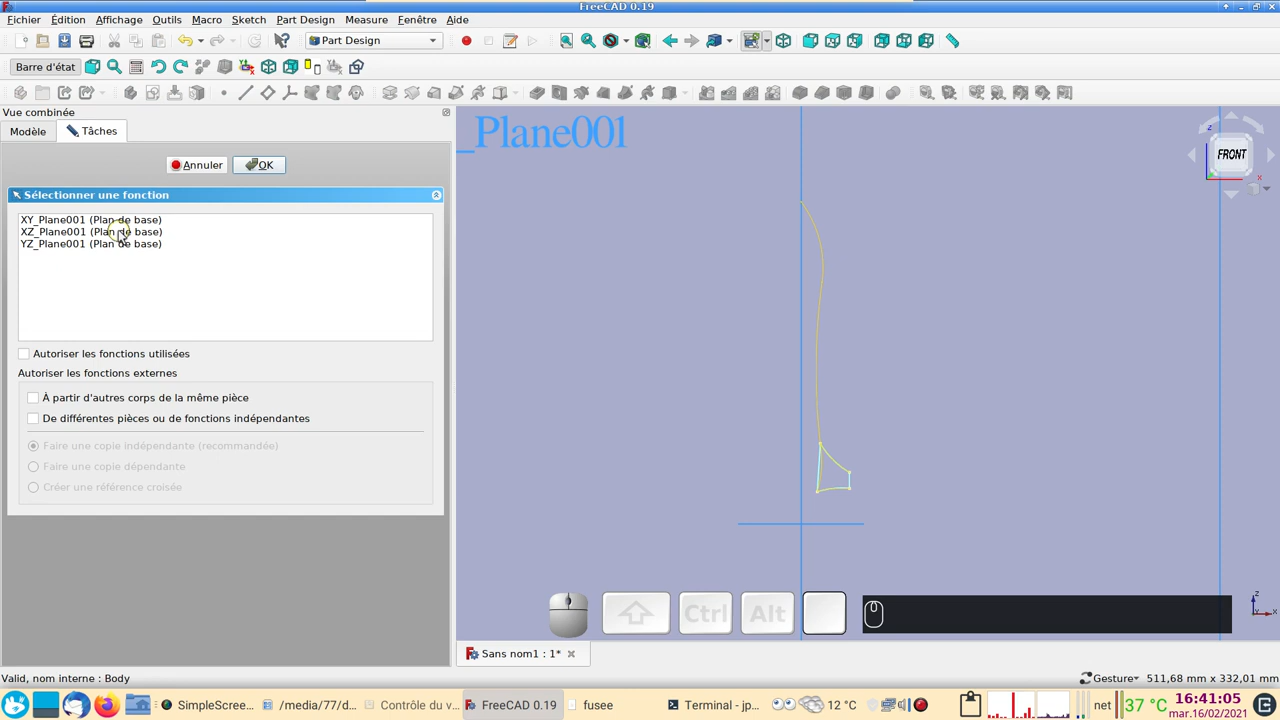 FreeCAD 0.19
Fichier Édition Affichage Outils Macro Sketch Part Design Measure Fenêtre Aide
Part Design
Barre d'état
Vue combinée
Modèle Tâches
Annuler OK
Sélectionner une fonction
XY_Plane001 (Plan de base)
XZ_Plane001 (Plan de base)
YZ_Plane001 (Plan de base)
Autoriser les fonctions utilisées
Autoriser les fonctions externes
À partir d'autres corps de la même pièce
De différentes pièces ou de fonctions indépendantes
Faire une copie indépendante (recommandée)
Faire une copie dépendante
Créer une référence croisée
_Plane001
z
FRONT
x
Ctrl Alt
Sans nom1 : 1*
Valid, nom interne : Body
Gesture 511,68 mm x 332,01 mm
SimpleScree... /media/77/d... Contrôle du v... FreeCAD 0.19 fusee Terminal - jp... 12 °C net 37 °C 16:41:05
mar.16/02/2021